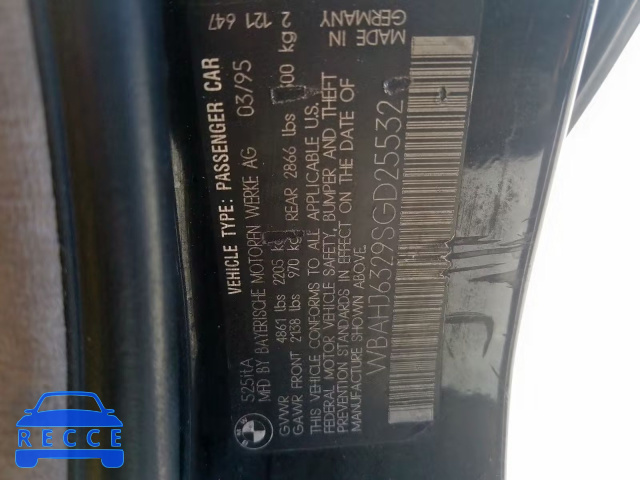 525itA
VEHICLE TYPE: PASSENGER CAR
MFD BY BAYERISCHE MOTOREN WERKE AG 03/95
GVWR 4861 lbs 2205 kg
GAWR FRONT 2138 lbs 970 kg REAR 2866 lbs 00 kg
THIS VEHICLE CONFORMS TO ALL APPLICABLE U.S.
FEDERAL MOTOR VEHICLE SAFETY, BUMPER AND THEFT
PREVENTION STANDARDS IN EFFECT ON THE DATE OF
MANUFACTURE SHOWN ABOVE.
WBAHJ6329SGD25532
2 121 647
MADE IN
GERMANY
BMW
RECCE